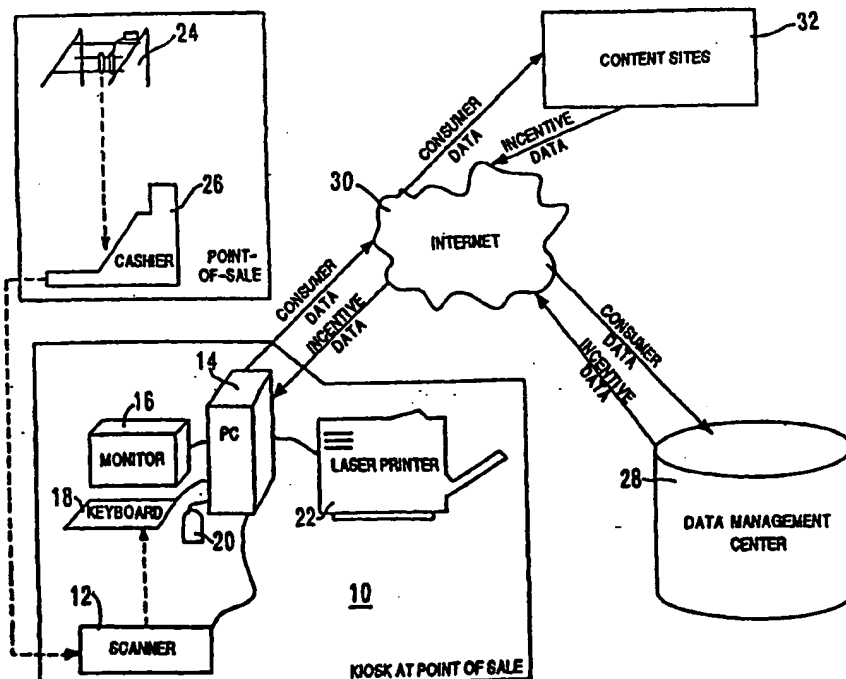 24
32
CONTENT SITES
CONSUMER
DATA
INCENTIVE
DATA
26
CASHIER
POINT-
OF-SALE
30
INTERNET
CONSUMER
DATA
INCENTIVE
DATA
CONSUMER
DATA
INCENTIVE
DATA
14
16
PC
MONITOR
LASER PRINTER
18
KEYBOARD
20
22
28
DATA MANAGEMENT
CENTER
12
10
SCANNER
KIOSK AT POINT OF SALE